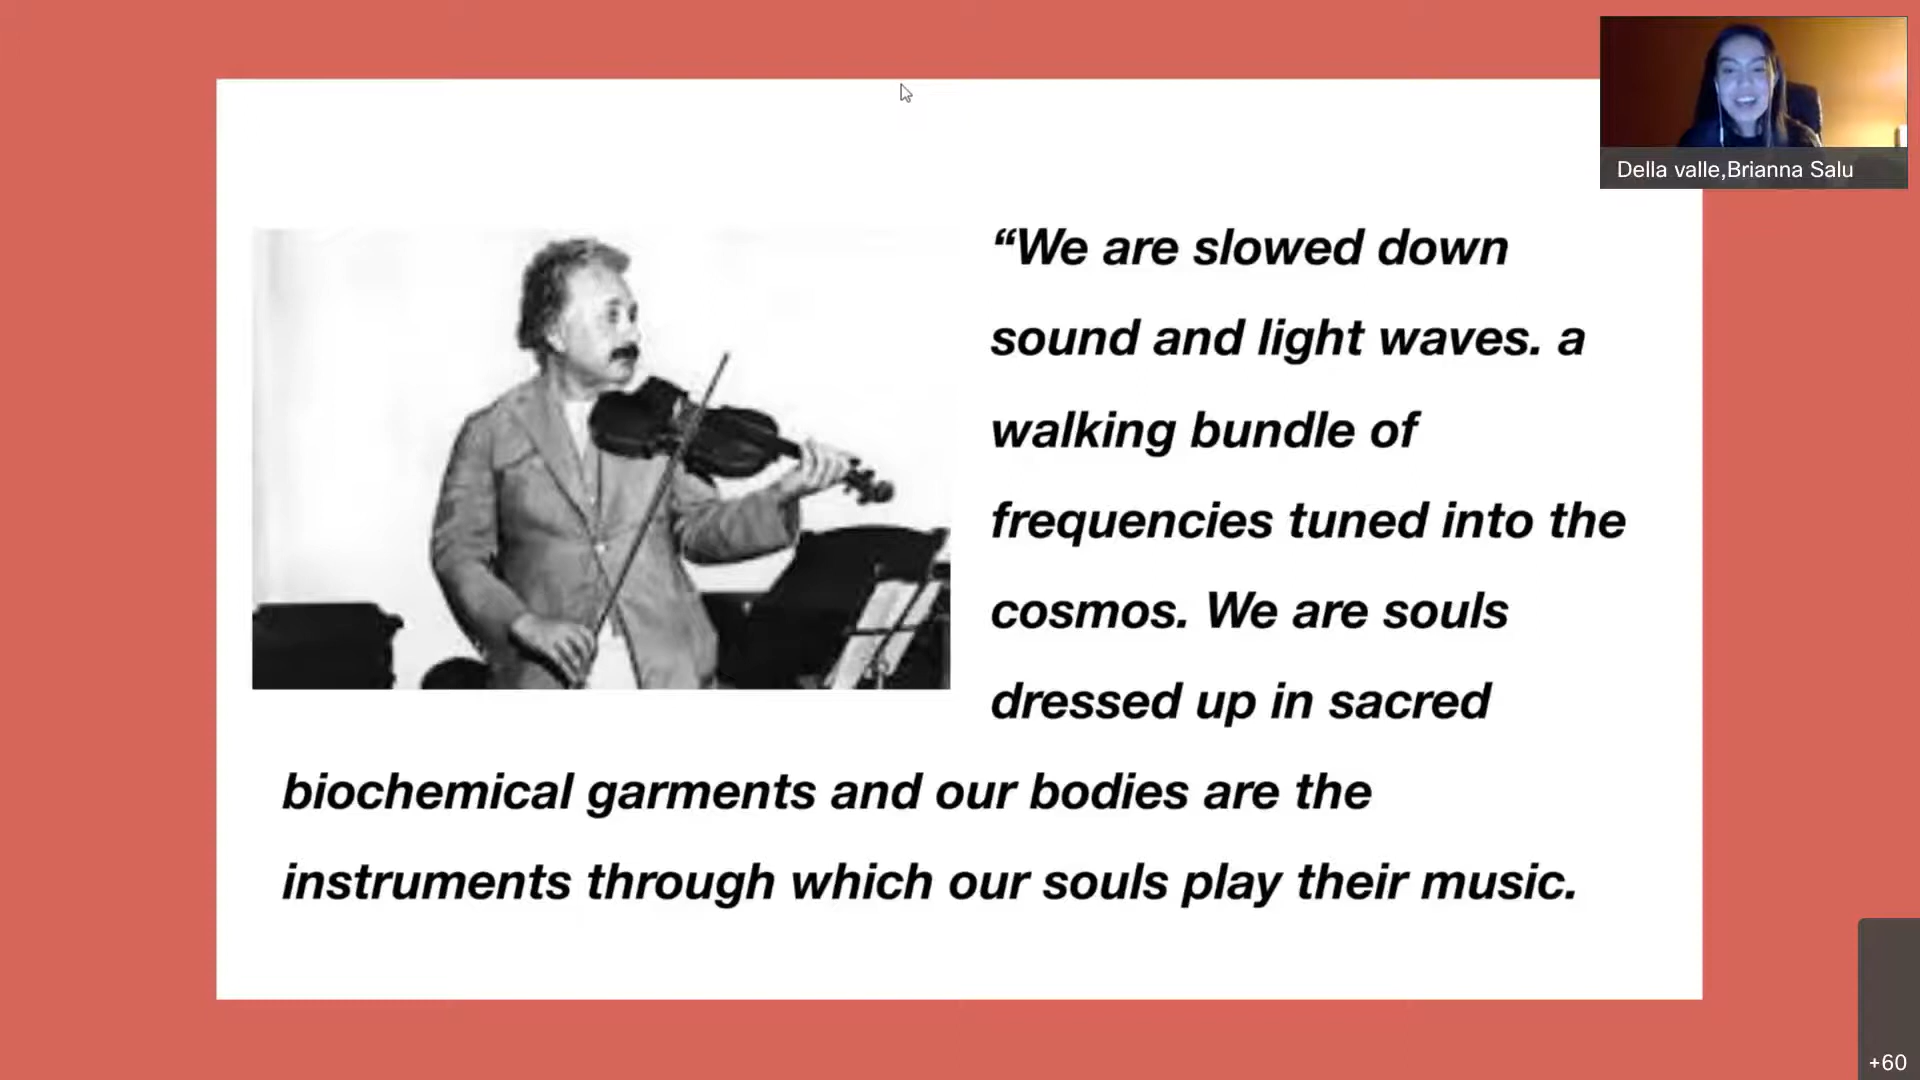 Della valle,Brianna Salu
“We are slowed down
sound and light waves. a
walking bundle of
frequencies tuned into the
cosmos. We are souls
dressed up in sacred
biochemical garments and our bodies are the
instruments through which our souls play their music.
+60